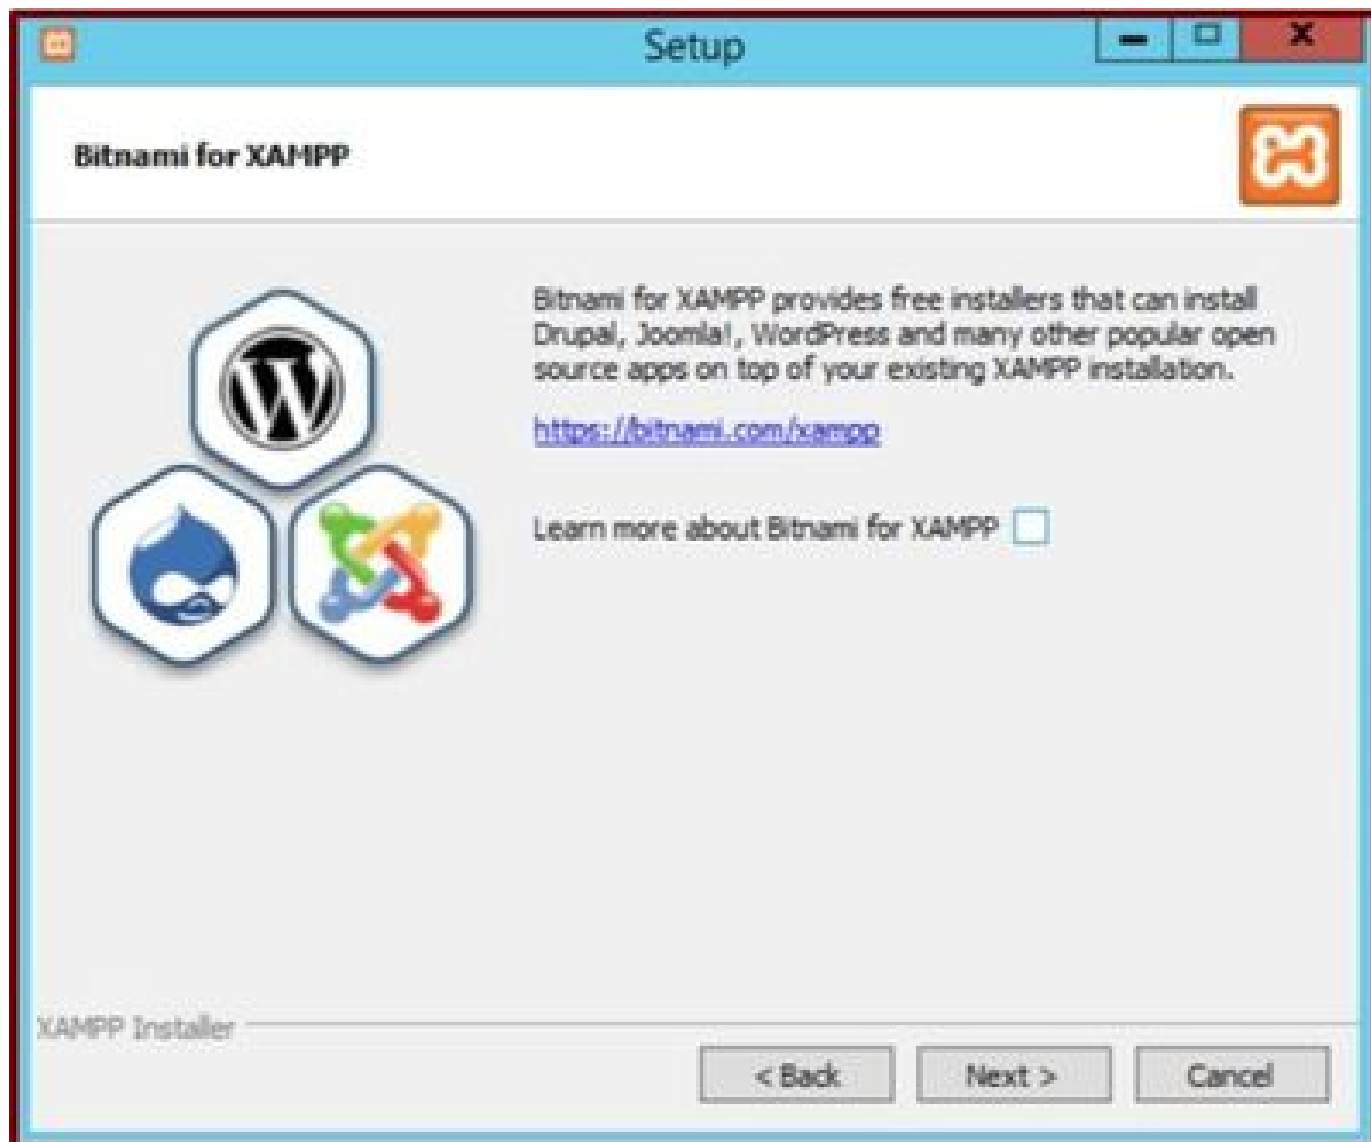 Setup
Bitnami for XAMPP
Bitnami for XAMPP provides free installers that can install
Drupal, Joomla!, WordPress and many other popular open
source apps on top of your existing XAMPP installation.
https://bitnami.com/xampp
Learn more about Bitnami for XAMPP
XAMPP Installer
< Back
Next >
Cancel